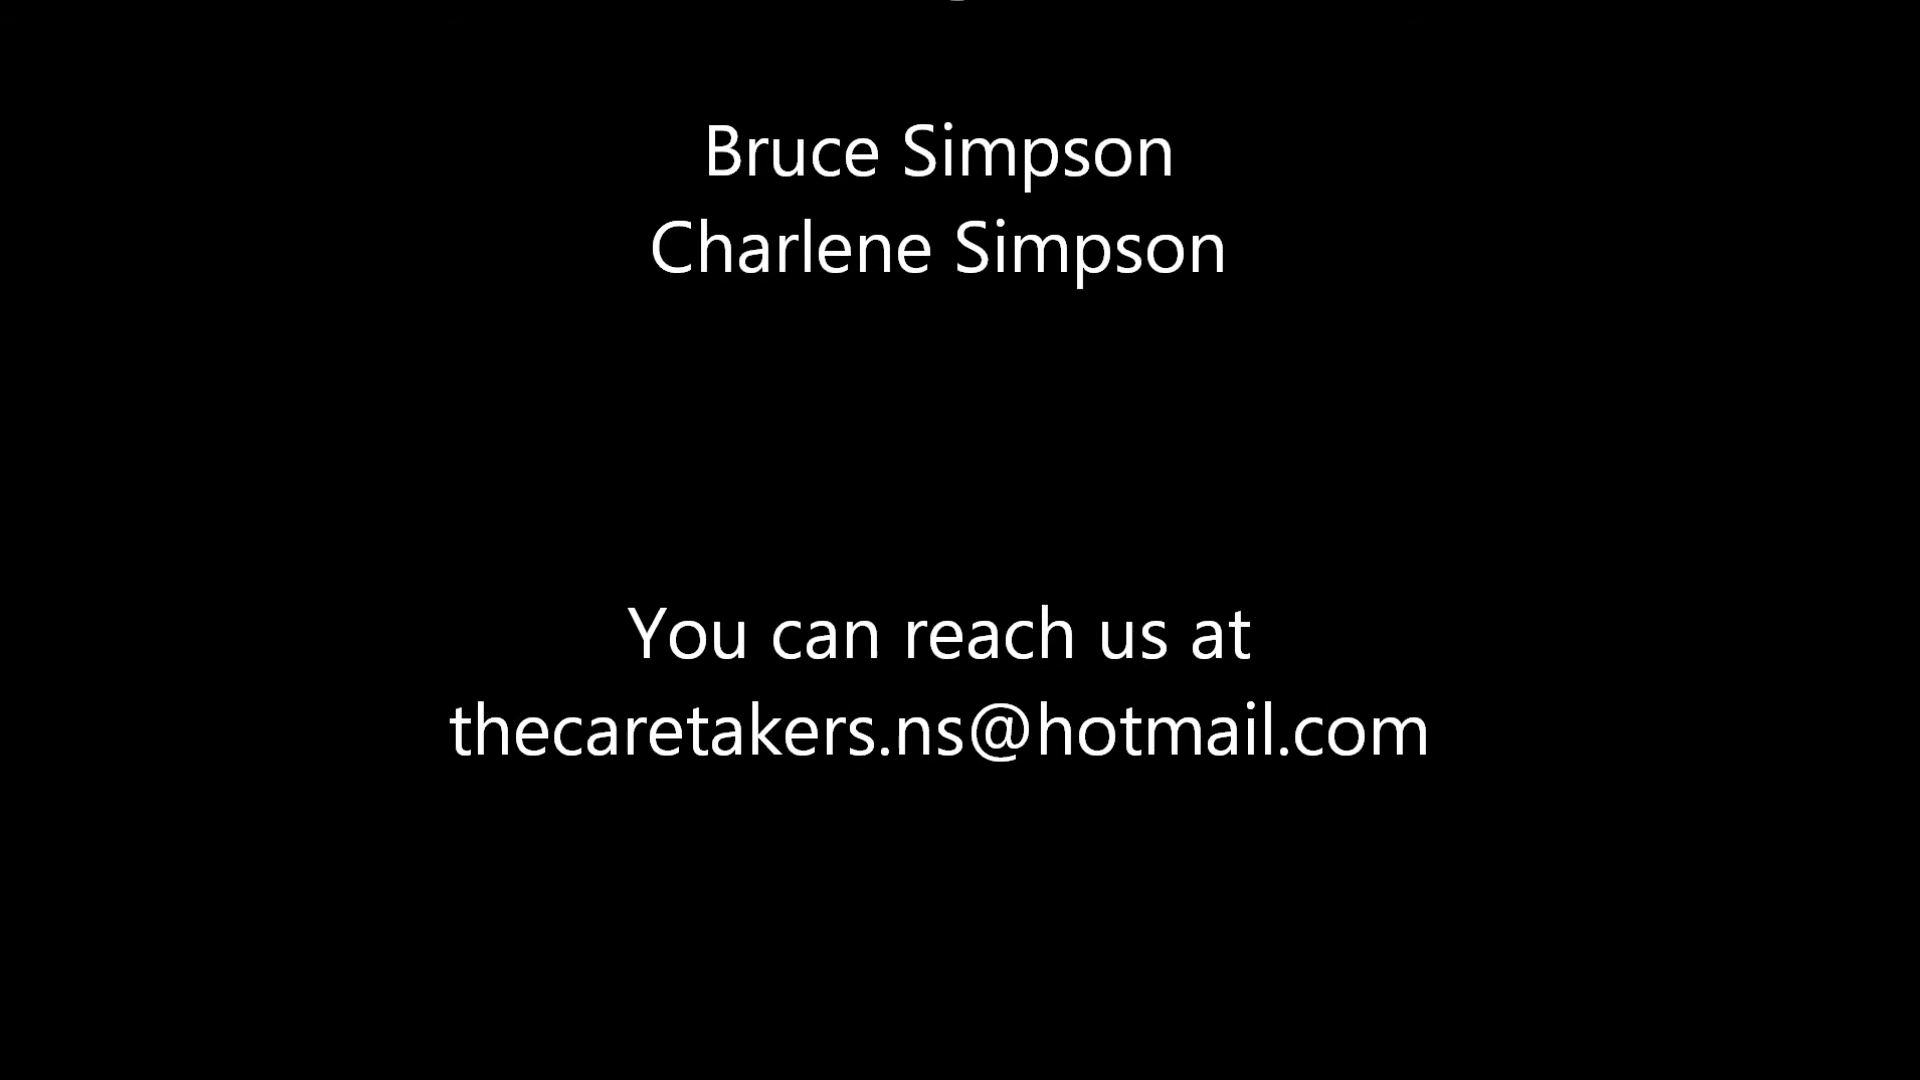 Bruce Simpson
Charlene Simpson
You can reach us at
thecaretakers.ns@hotmail.com